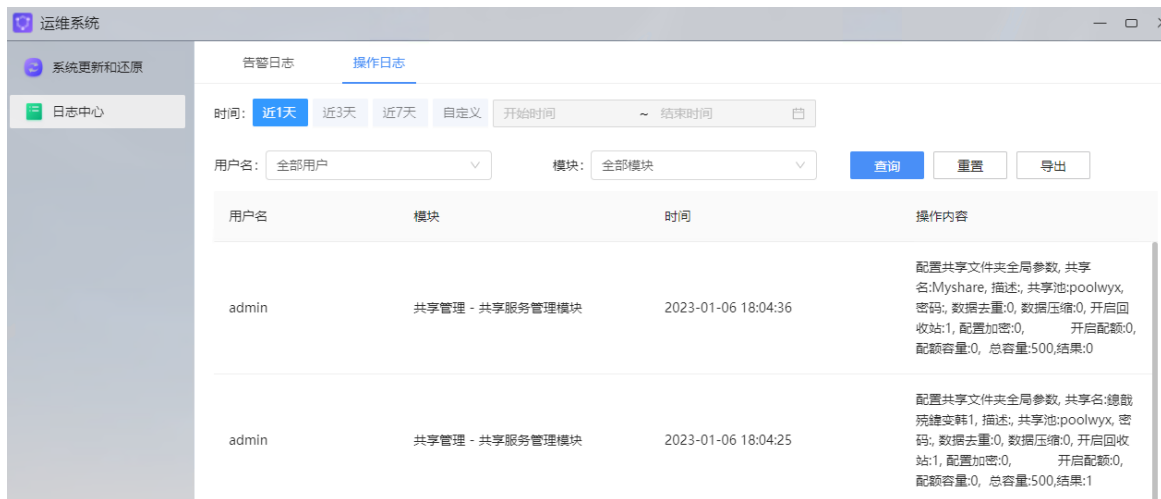 运维系统
系统更新和还原
日志中心
告警日志 操作日志
时间: 近1天 近3天 近7天 自定义 开始时间 ~ 结束时间
用户名: 全部用户 模块: 全部模块 查询 重置 导出
用户名 模块 时间 操作内容
配置共享文件夹全局参数, 共享
名:Myshare, 描述:, 共享池:poolwyx,
admin 共享管理 - 共享服务管理模块 2023-01-06 18:04:36 密码:, 数据去重:0, 数据压缩:0, 开启回
收站:1, 配置加密:0, 开启配额:0,
配额容量:0, 总容量:500,结果:0
配置共享文件夹全局参数, 共享名:鐿戬
殑鍏变韩1, 描述:, 共享池:poolwyx, 密
admin 共享管理 - 共享服务管理模块 2023-01-06 18:04:25 码:, 数据去重:0, 数据压缩:0, 开启回收
站:1, 配置加密:0, 开启配额:0,
配额容量:0, 总容量:500,结果:1